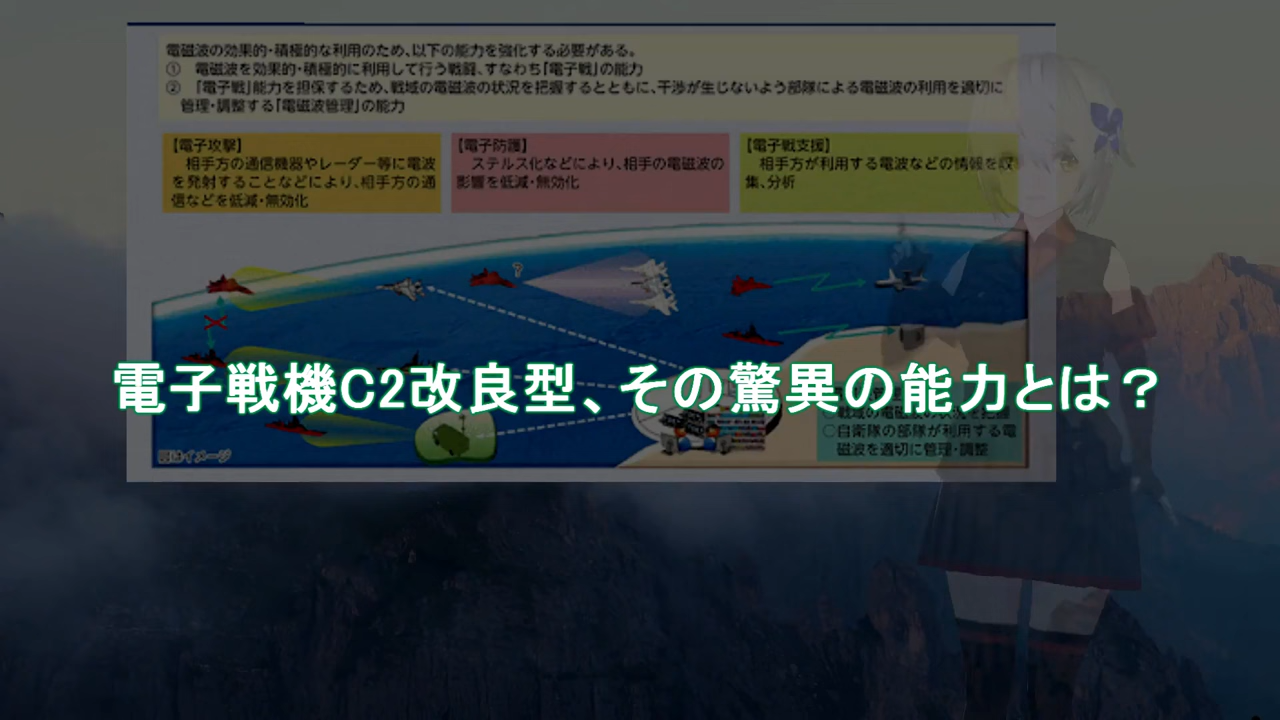 電磁波の効果的・積極的な利用のため、以下の能力を強化する必要がある。
① 電磁波を効果的・積極的に利用して行う戦闘、すなわち「電子戦」の能力
② 「電子戦」能力を担保するため、戦域の電磁波の状況を把握するとともに、干渉が生じないよう部隊による電磁波の利用を適切に
管理・調整する「電磁波管理」の能力
【電子攻撃】
相手方の通信機器やレーダー等に電波
を発射することなどにより、相手方の通
信などを低減・無効化
【電子防護】
ステルス化などにより、相手の電磁波の
影響を低減・無効化
【電子戦支援】
相手方が利用する電波などの情報を収
集、分析
?
電子戦機C2改良型、その驚異の能力とは？
○自衛隊の部隊が利用する電
磁波を適切に管理・調整
図はイメージ